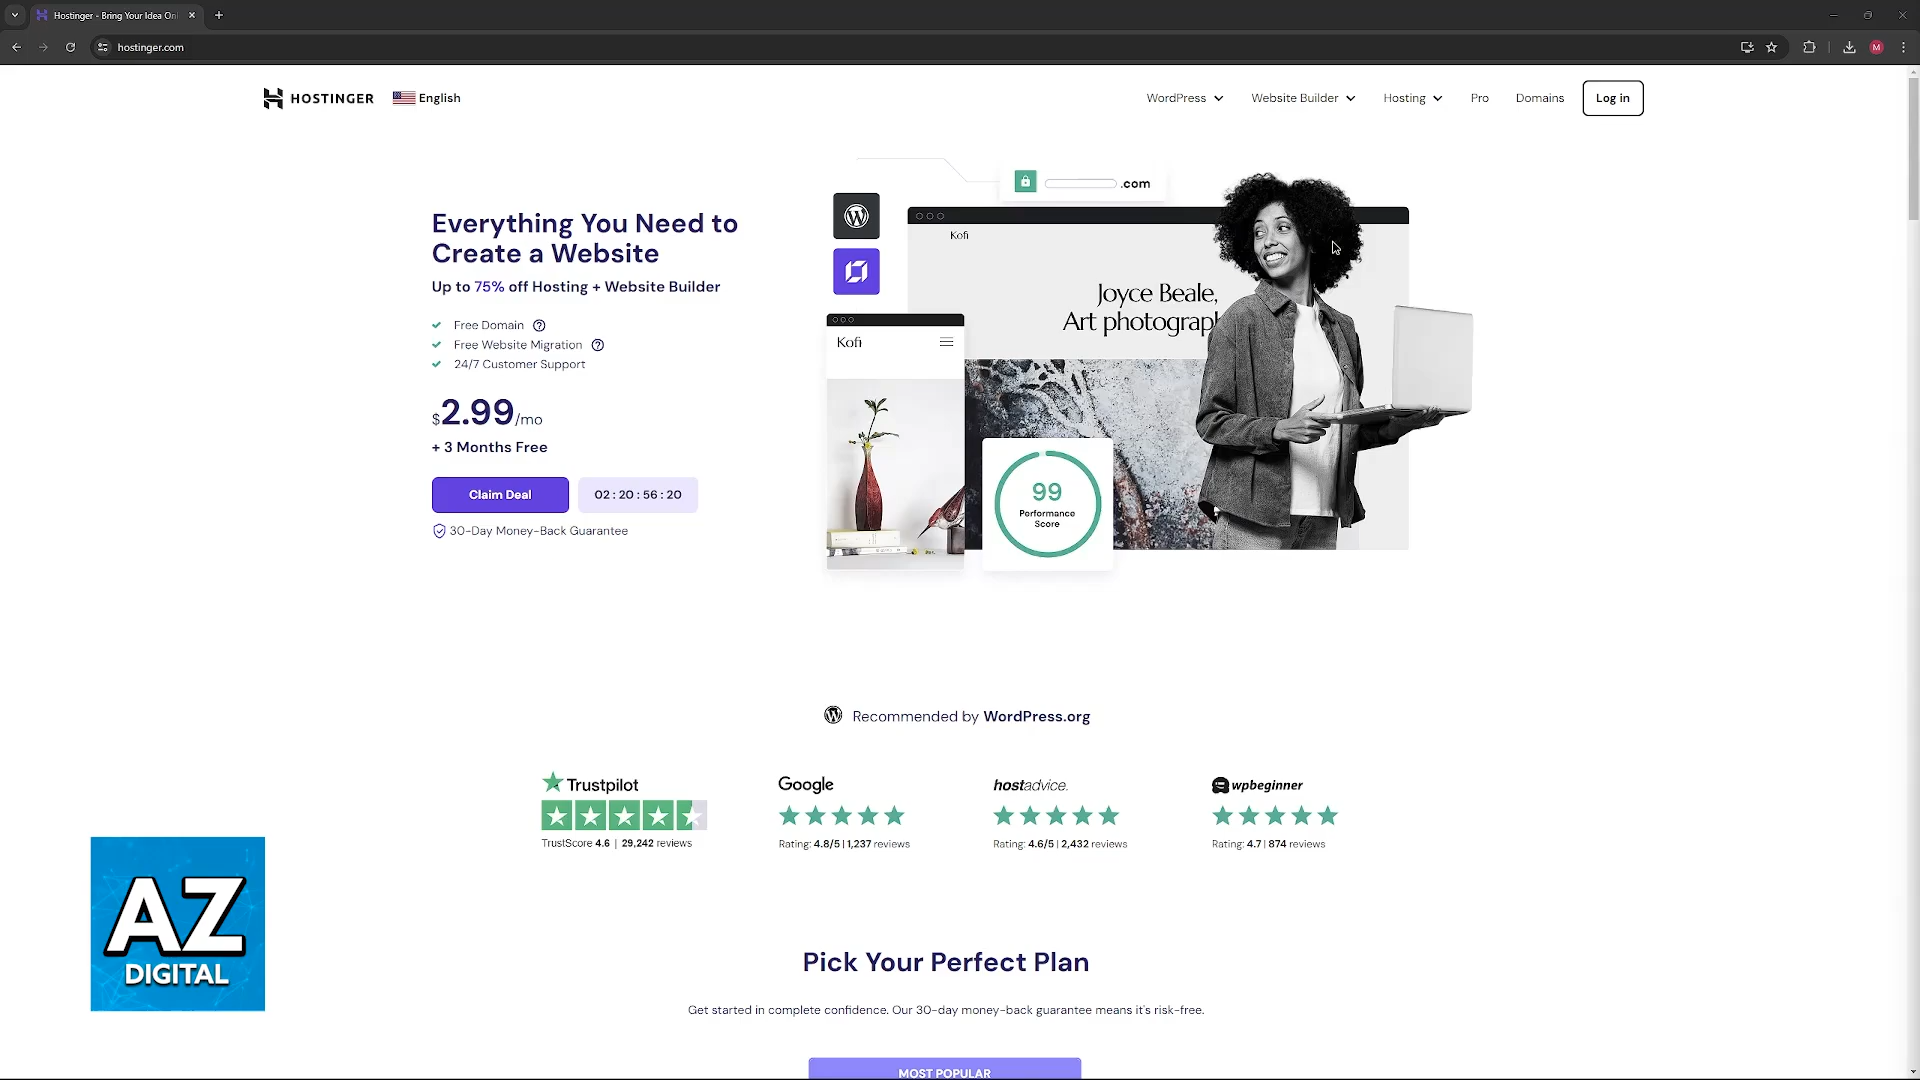 Hostinger - Bring Your Idea Onl
hostinger.com
M
HOSTINGER
English
WordPress
Website Builder
Hosting
Pro
Domains
Log in
Everything You Need to
Create a Website
Up to 75% off Hosting + Website Builder
Free Domain
Free Website Migration
24/7 Customer Support
$2.99/mo
+ 3 Months Free
Claim Deal
02 : 20 : 56 : 20
30-Day Money-Back Guarantee
.com
Kofi
Joyce Beale,
Art photograph
Kofi
99
Performance
Score
Recommended by WordPress.org
Trustpilot
TrustScore 4.6 | 29,242 reviews
Google
Rating: 4.8/5 | 1,237 reviews
hostadvice.
Rating: 4.6/5 | 2,432 reviews
wpbeginner
Rating: 4.7 | 874 reviews
AZ
DIGITAL
Pick Your Perfect Plan
Get started in complete confidence. Our 30-day money-back guarantee means it's risk-free.
MOST POPULAR